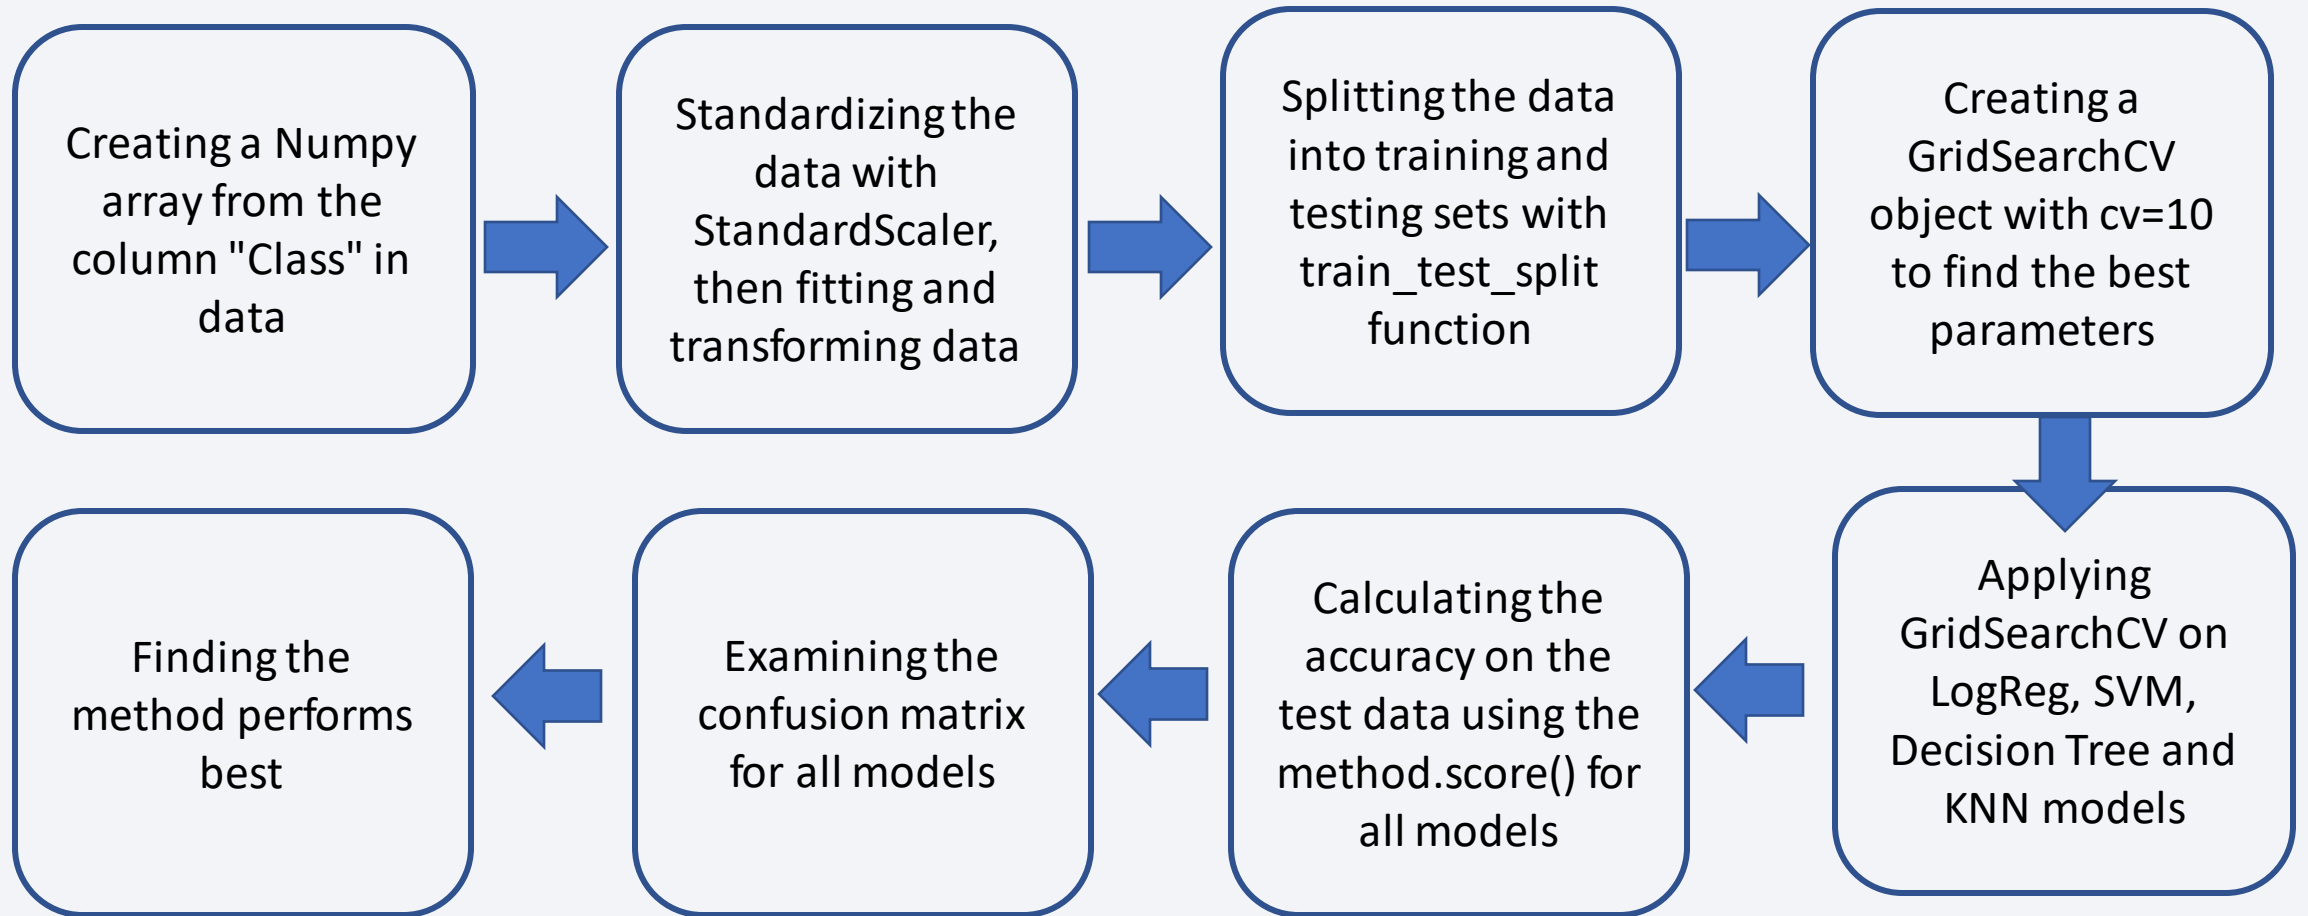 Creating a Numpy
array from the
column "Class" in
data
Standardizing the
data with
StandardScaler,
then fitting and
transforming data
Splitting the data
into training and
testing sets with
train_test_split
function
Creating a
GridSearchCV
object with cv=10
to find the best
parameters
Applying
GridSearchCV on
LogReg, SVM,
Decision Tree and
KNN models
Calculating the
accuracy on the
test data using the
method.score() for
all models
Examining the
confusion matrix
for all models
Finding the
method performs
best